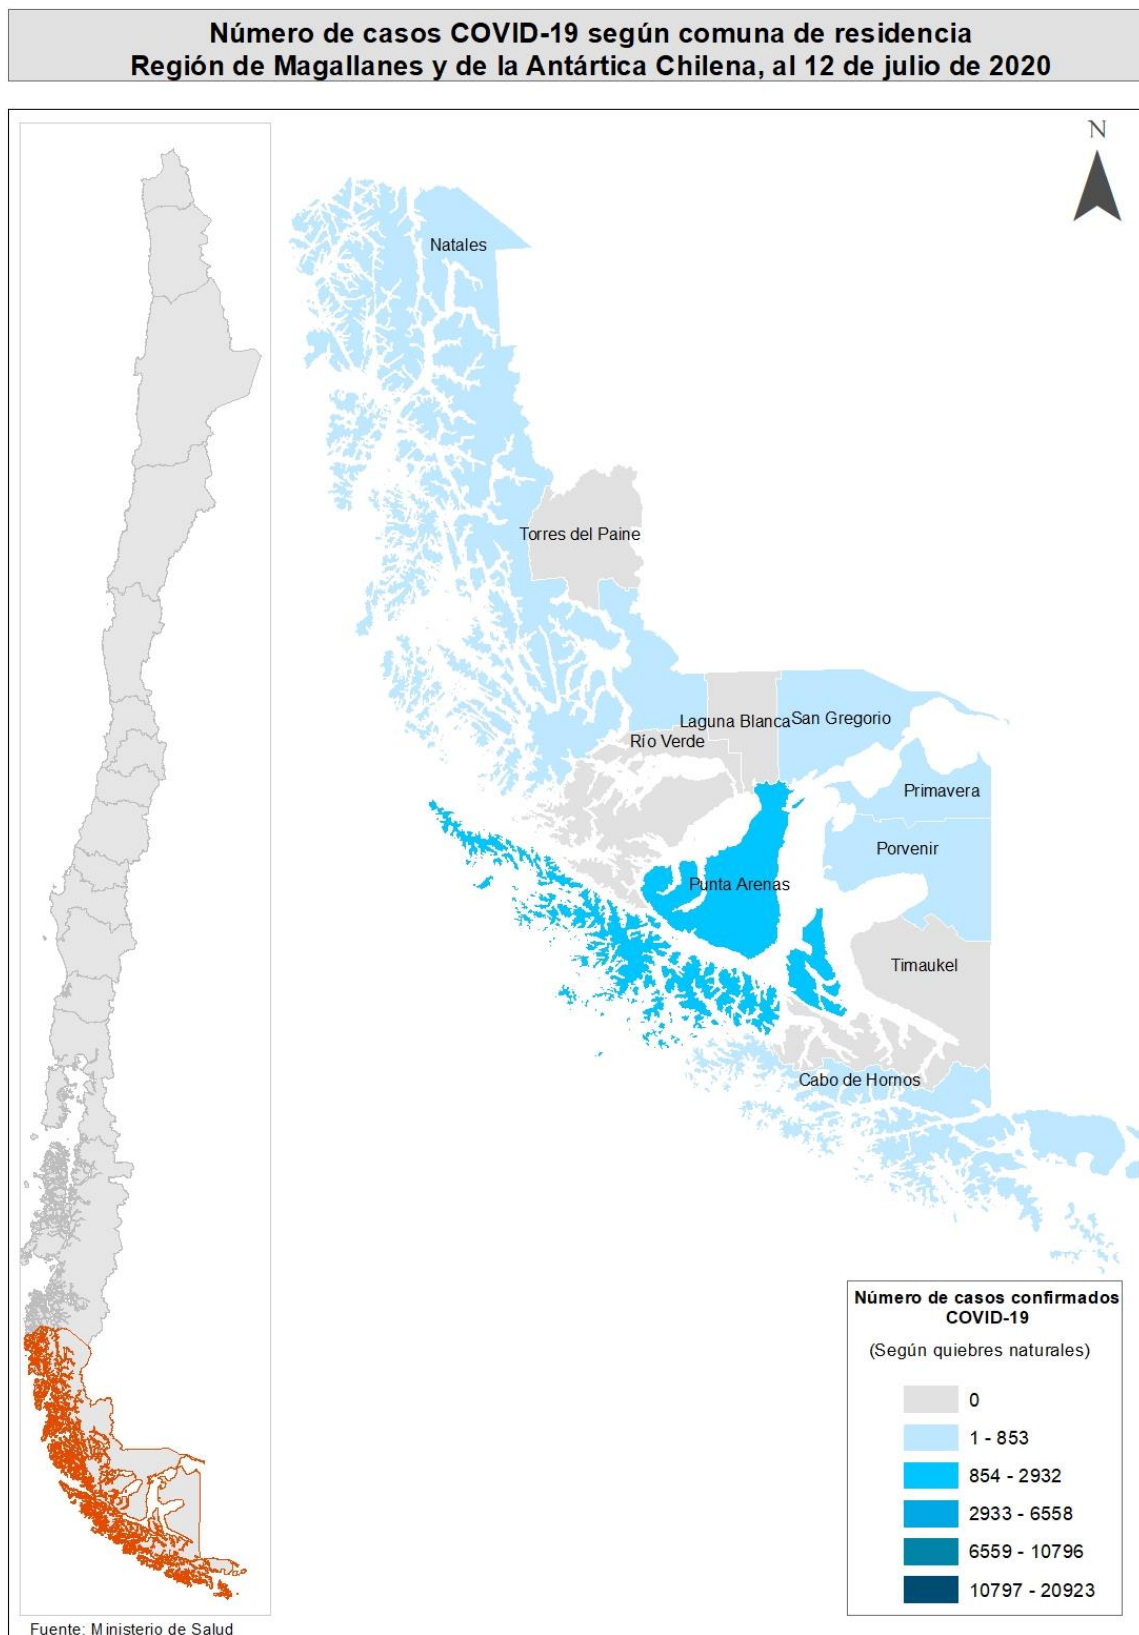 Número de casos COVID-19 según comuna de residencia
Región de Magallanes y de la Antártica Chilena, al 12 de julio de 2020
N
Natales
Torres del Paine
Laguna Blanca
San Gregorio
Río Verde
Primavera
Porvenir
Punta Arenas
Timaukel
Cabo de Hornos
Número de casos confirmados
COVID-19
(Según quiebres naturales)
0
1 - 853
854 - 2932
2933 - 6558
6559 - 10796
10797 - 20923
Fuente: Ministerio de Salud